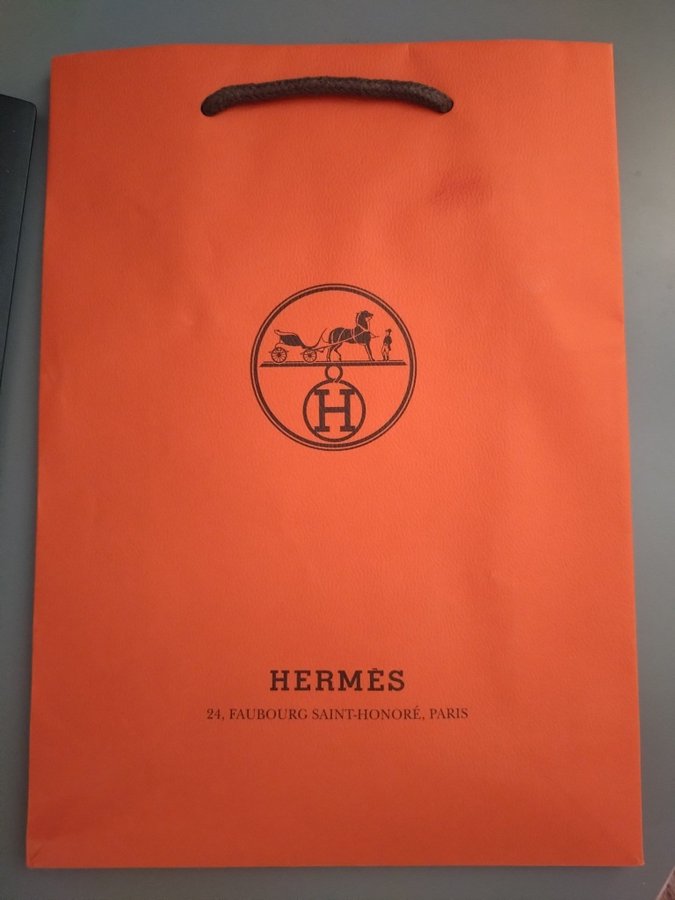 H
HERMÈS
24, FAUBOURG SAINT-HONORÉ, PARIS